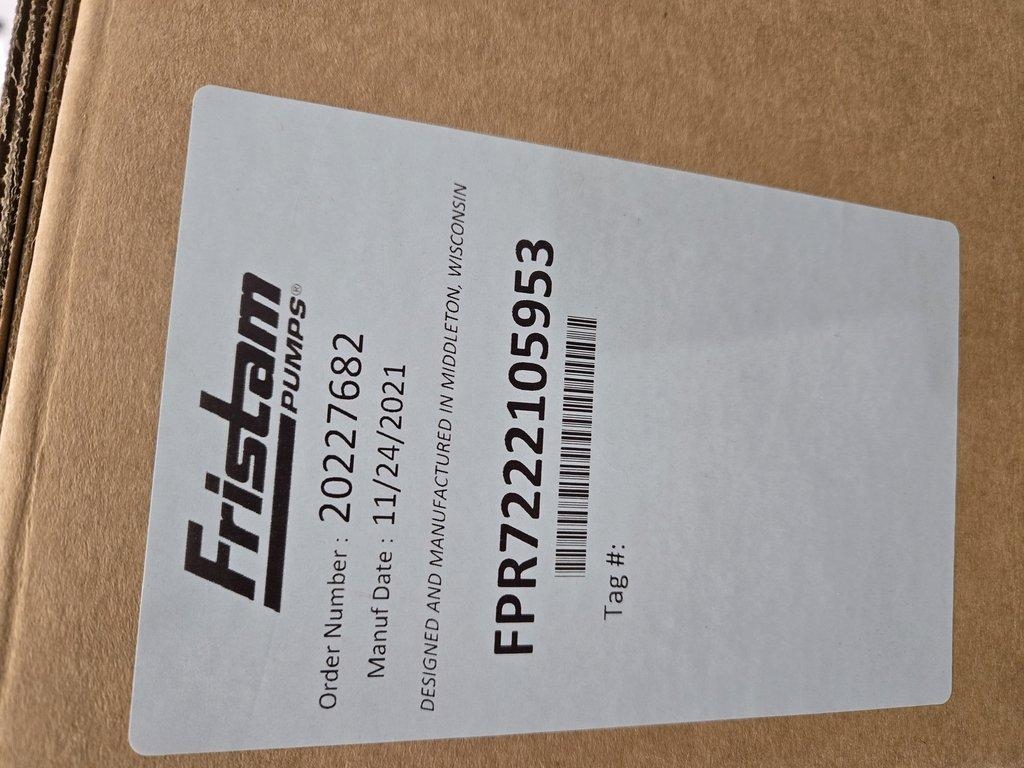 Fristam
PUMPS®
Order Number : 20227682
Manuf Date : 11/24/2021
DESIGNED AND MANUFACTURED IN MIDDLETON, WISCONSIN
FPR7222105953
Tag #: